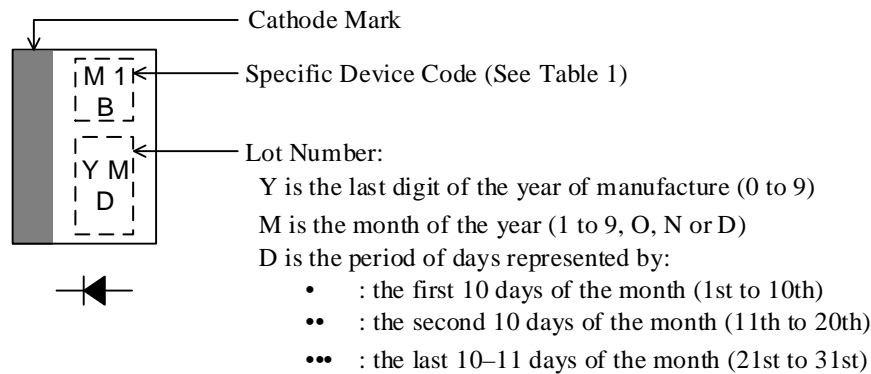 Cathode Mark
M 1
B
Specific Device Code (See Table 1)
Y M
D
Lot Number:
Y is the last digit of the year of manufacture (0 to 9)
M is the month of the year (1 to 9, O, N or D)
D is the period of days represented by:
• : the first 10 days of the month (1st to 10th)
•• : the second 10 days of the month (11th to 20th)
••• : the last 10–11 days of the month (21st to 31st)